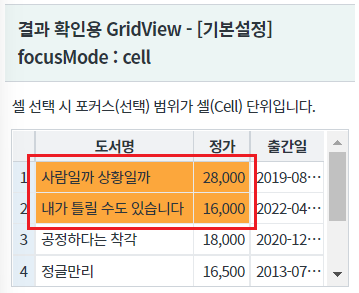 결과 확인용 GridView - [기본설정]
focusMode : cell
셀 선택 시 포커스(선택) 범위가 셀(Cell) 단위입니다.
도서명 정가 출간일
1 사람일까 상황일까 28,000 2019-08…
2 내가 틀릴 수도 있습니다 16,000 2022-04…
3 공정하다는 착각 18,000 2020-12…
4 정글만리 16,500 2013-07…